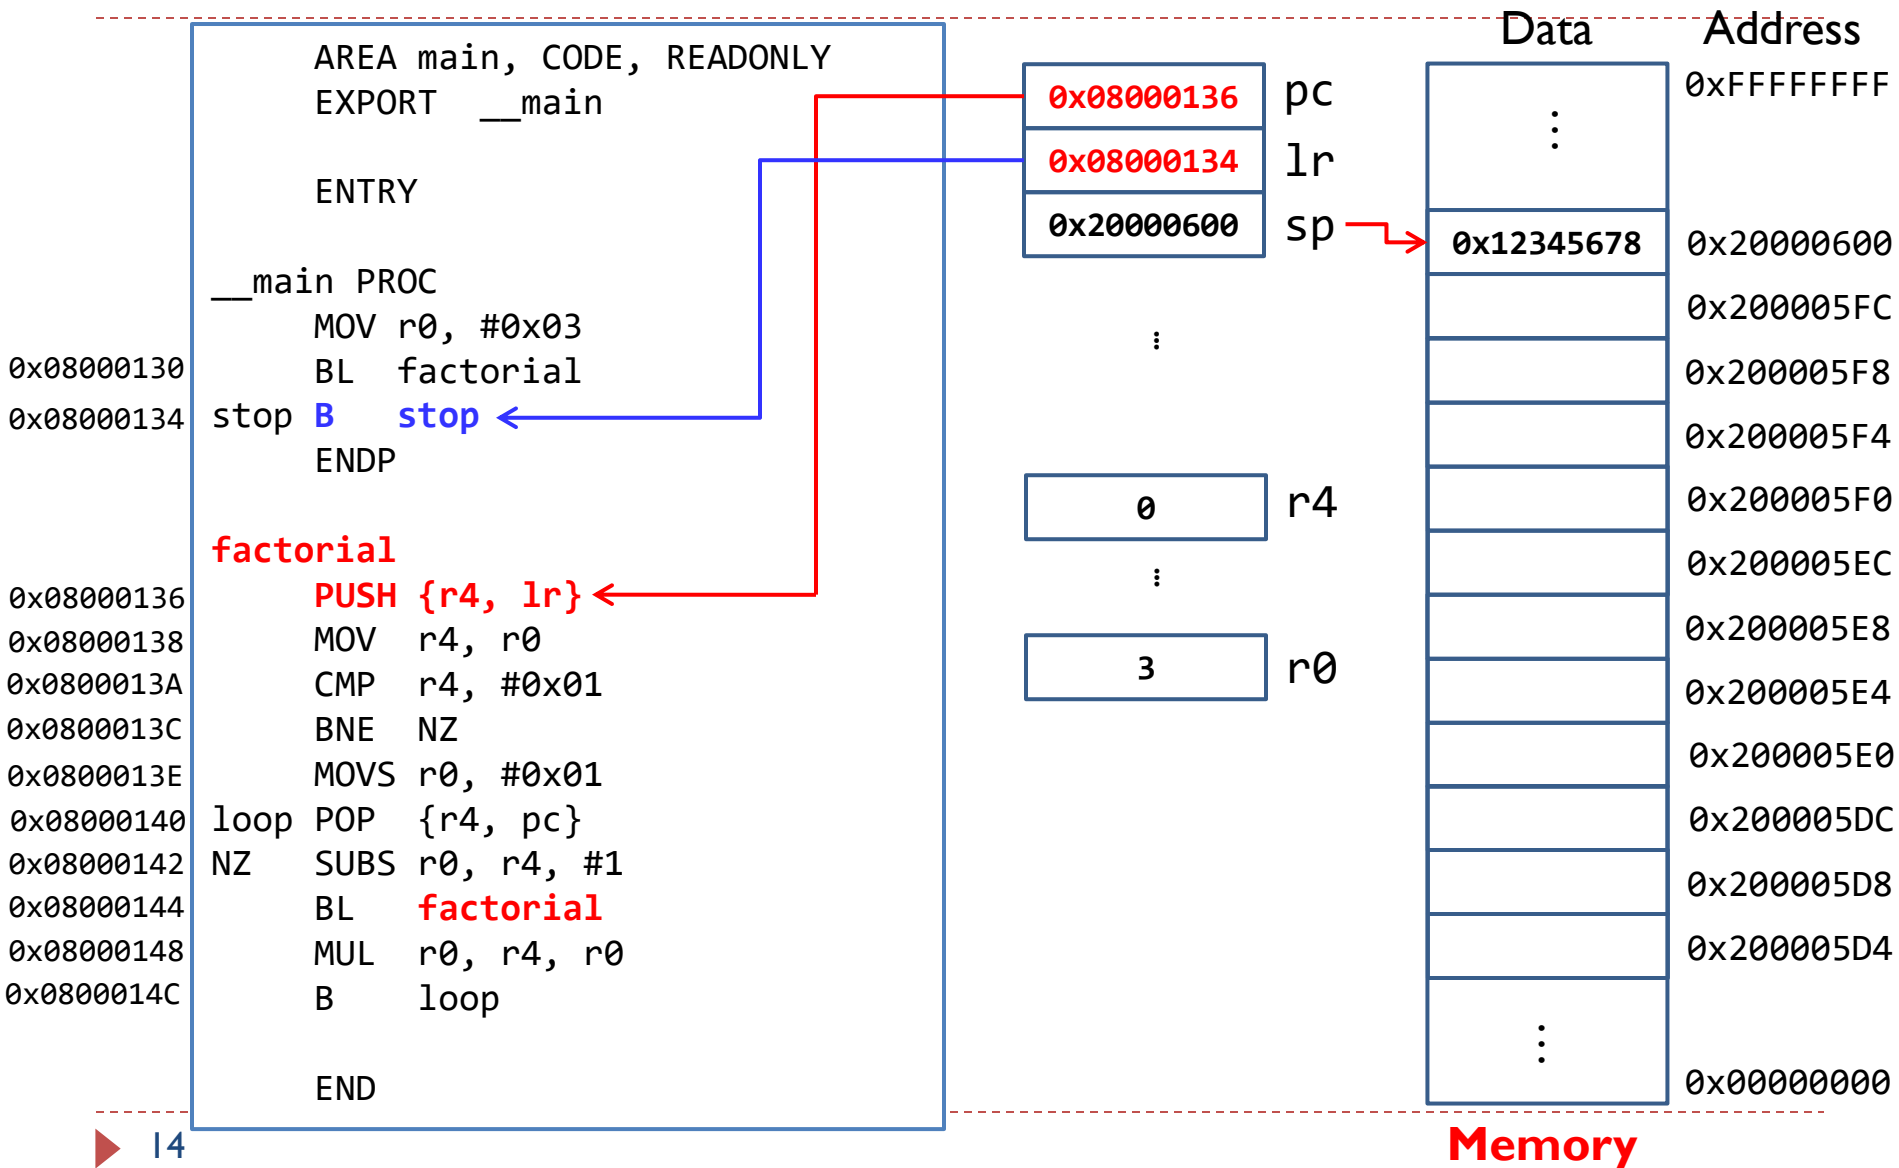 Data Address
AREA main, CODE, READONLY
EXPORT __main
ENTRY
__main PROC
MOV r0, #0x03
0x08000130 BL factorial
0x08000134 stop B stop
ENDP
factorial
0x08000136 PUSH {r4, lr}
0x08000138 MOV r4, r0
0x0800013A CMP r4, #0x01
0x0800013C BNE NZ
0x0800013E MOVS r0, #0x01
0x08000140 loop POP {r4, pc}
0x08000142 NZ SUBS r0, r4, #1
0x08000144 BL factorial
0x08000148 MUL r0, r4, r0
0x0800014C B loop
END
0x08000136 pc
0x08000134 lr
0x20000600 sp
⋮
0 r4
⋮
3 r0
0xFFFFFFFF
⋮
0x12345678 0x20000600
0x200005FC
0x200005F8
0x200005F4
0x200005F0
0x200005EC
0x200005E8
0x200005E4
0x200005E0
0x200005DC
0x200005D8
0x200005D4
⋮
0x00000000
Memory
14